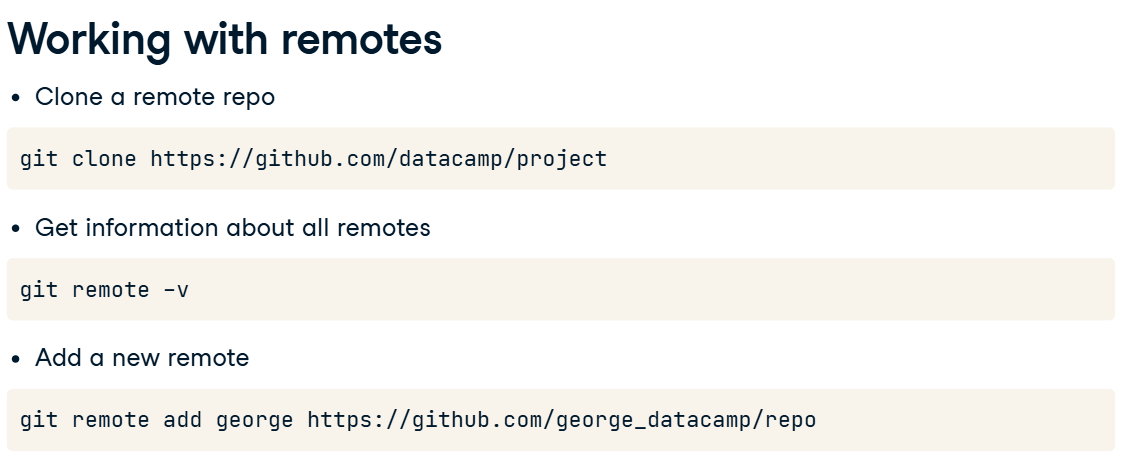 Working with remotes
• Clone a remote repo
git clone https://github.com/datacamp/project
• Get information about all remotes
git remote -v
• Add a new remote
git remote add george https://github.com/george_datacamp/repo